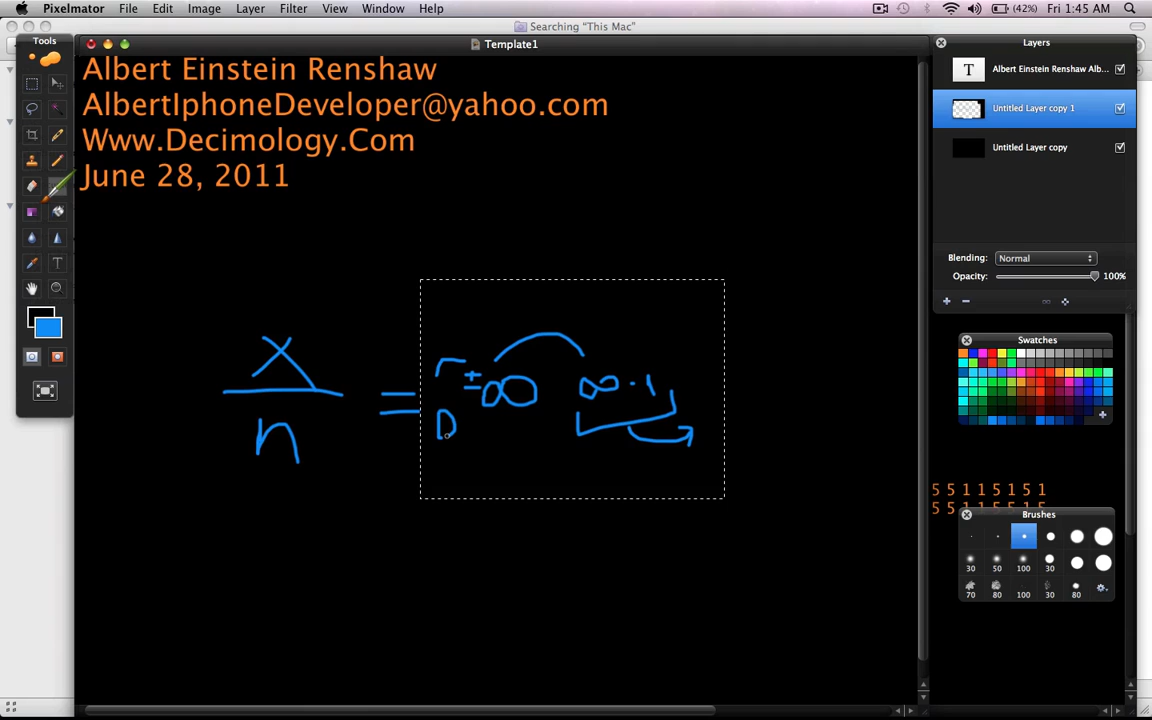 Pixelmator File Edit Image Layer Filter View Window Help (42%) Fri 1:45 AM
Searching "This Mac"
Tools
Template1
Layers
Albert Einstein Renshaw
AlbertIphoneDeveloper@yahoo.com
Www.Decimology.Com
June 28, 2011
T Albert Einstein Renshaw Alb...
Untitled Layer copy 1
Untitled Layer copy
Blending: Normal
Opacity: 100%
Swatches
x
n
=
± ∞ ∞ · 1
5 5 1 1 5 1 5 1
Brushes
30 50 100 30
70 80 100 30 80